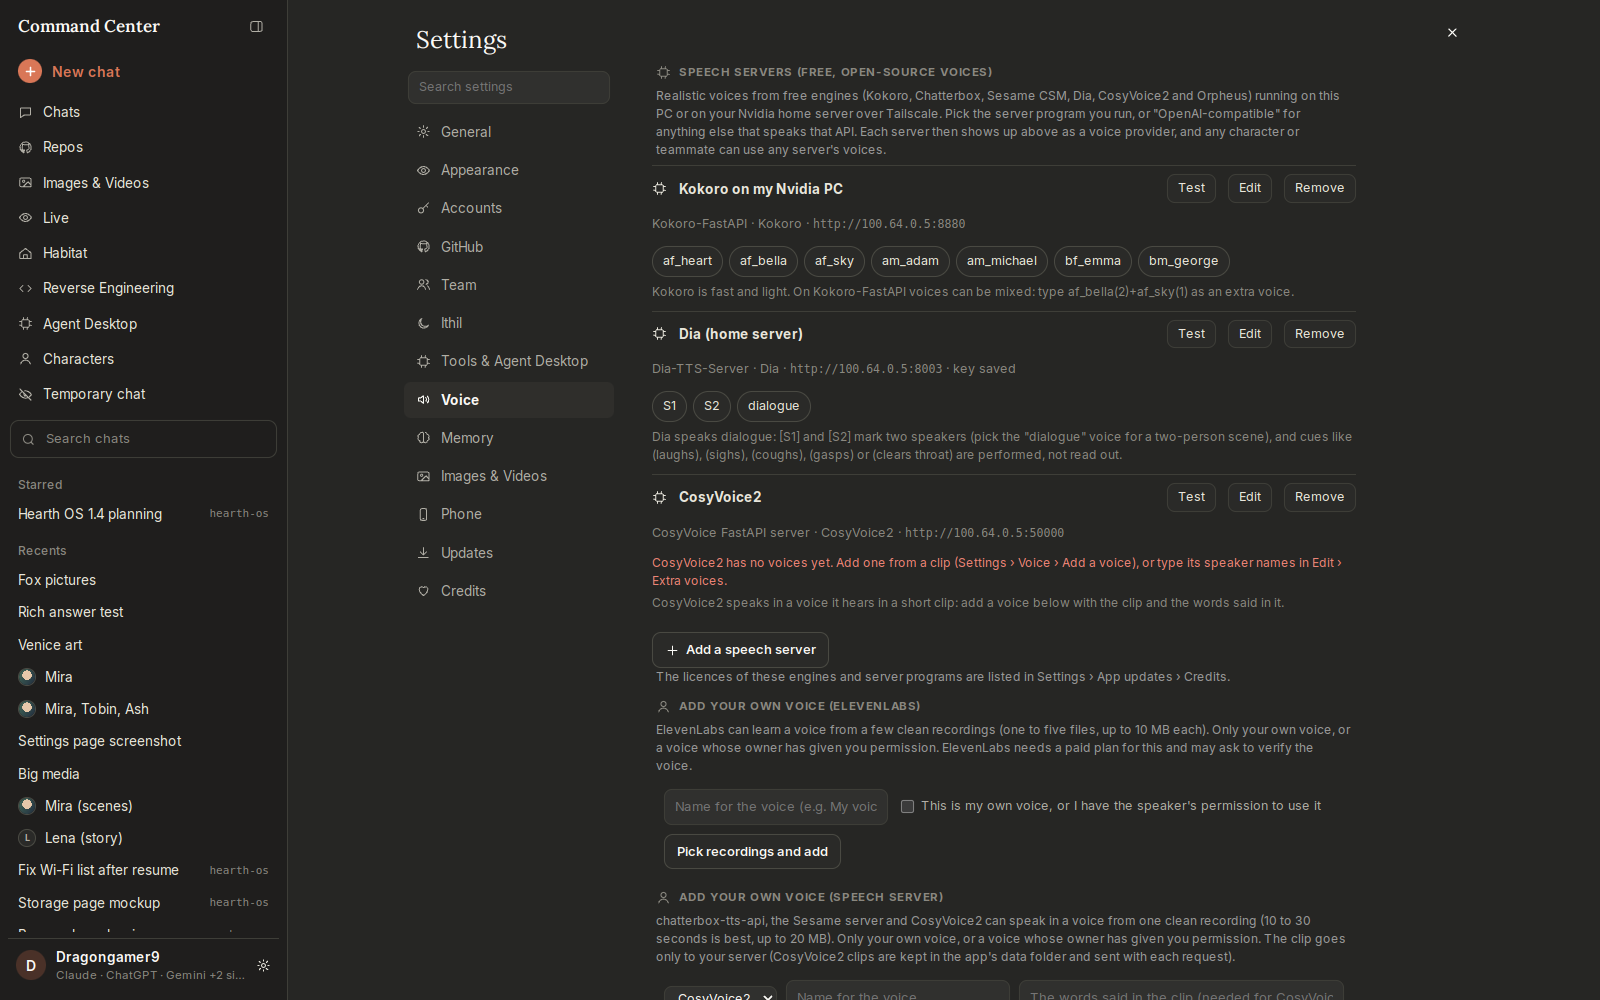 Command Center
New chat
Chats
Repos
Images & Videos
Live
Habitat
Reverse Engineering
Agent Desktop
Characters
Temporary chat
Search chats
Starred
Hearth OS 1.4 planning hearth-os
Recents
Fox pictures
Rich answer test
Venice art
Mira
Mira, Tobin, Ash
Settings page screenshot
Big media
Mira (scenes)
L Lena (story)
Fix Wi-Fi list after resume hearth-os
Storage page mockup hearth-os
D Dragongamer9
Claude · ChatGPT · Gemini +2 si...
Settings
Search settings
General
Appearance
Accounts
GitHub
Team
Ithil
Tools & Agent Desktop
Voice
Memory
Images & Videos
Phone
Updates
Credits
SPEECH SERVERS (FREE, OPEN-SOURCE VOICES)
Realistic voices from free engines (Kokoro, Chatterbox, Sesame CSM, Dia, CosyVoice2 and Orpheus) running on this
PC or on your Nvidia home server over Tailscale. Pick the server program you run, or "OpenAI-compatible" for
anything else that speaks that API. Each server then shows up above as a voice provider, and any character or
teammate can use any server's voices.
Kokoro on my Nvidia PC Test Edit Remove
Kokoro-FastAPI · Kokoro · http://100.64.0.5:8880
af_heart af_bella af_sky am_adam am_michael bf_emma bm_george
Kokoro is fast and light. On Kokoro-FastAPI voices can be mixed: type af_bella(2)+af_sky(1) as an extra voice.
Dia (home server) Test Edit Remove
Dia-TTS-Server · Dia · http://100.64.0.5:8003 · key saved
S1 S2 dialogue
Dia speaks dialogue: [S1] and [S2] mark two speakers (pick the "dialogue" voice for a two-person scene), and cues like
(laughs), (sighs), (coughs), (gasps) or (clears throat) are performed, not read out.
CosyVoice2 Test Edit Remove
CosyVoice FastAPI server · CosyVoice2 · http://100.64.0.5:50000
CosyVoice2 has no voices yet. Add one from a clip (Settings › Voice › Add a voice), or type its speaker names in Edit ›
Extra voices.
CosyVoice2 speaks in a voice it hears in a short clip: add a voice below with the clip and the words said in it.
Add a speech server
The licences of these engines and server programs are listed in Settings › App updates › Credits.
ADD YOUR OWN VOICE (ELEVENLABS)
ElevenLabs can learn a voice from a few clean recordings (one to five files, up to 10 MB each). Only your own voice, or
a voice whose owner has given you permission. ElevenLabs needs a paid plan for this and may ask to verify the
voice.
Name for the voice (e.g. My voic This is my own voice, or I have the speaker's permission to use it
Pick recordings and add
ADD YOUR OWN VOICE (SPEECH SERVER)
chatterbox-tts-api, the Sesame server and CosyVoice2 can speak in a voice from one clean recording (10 to 30
seconds is best, up to 20 MB). Only your own voice, or a voice whose owner has given you permission. The clip goes
only to your server (CosyVoice2 clips are kept in the app's data folder and sent with each request).
CosyVoice2 Name for the voice The words said in the clip (needed for CosyVoic